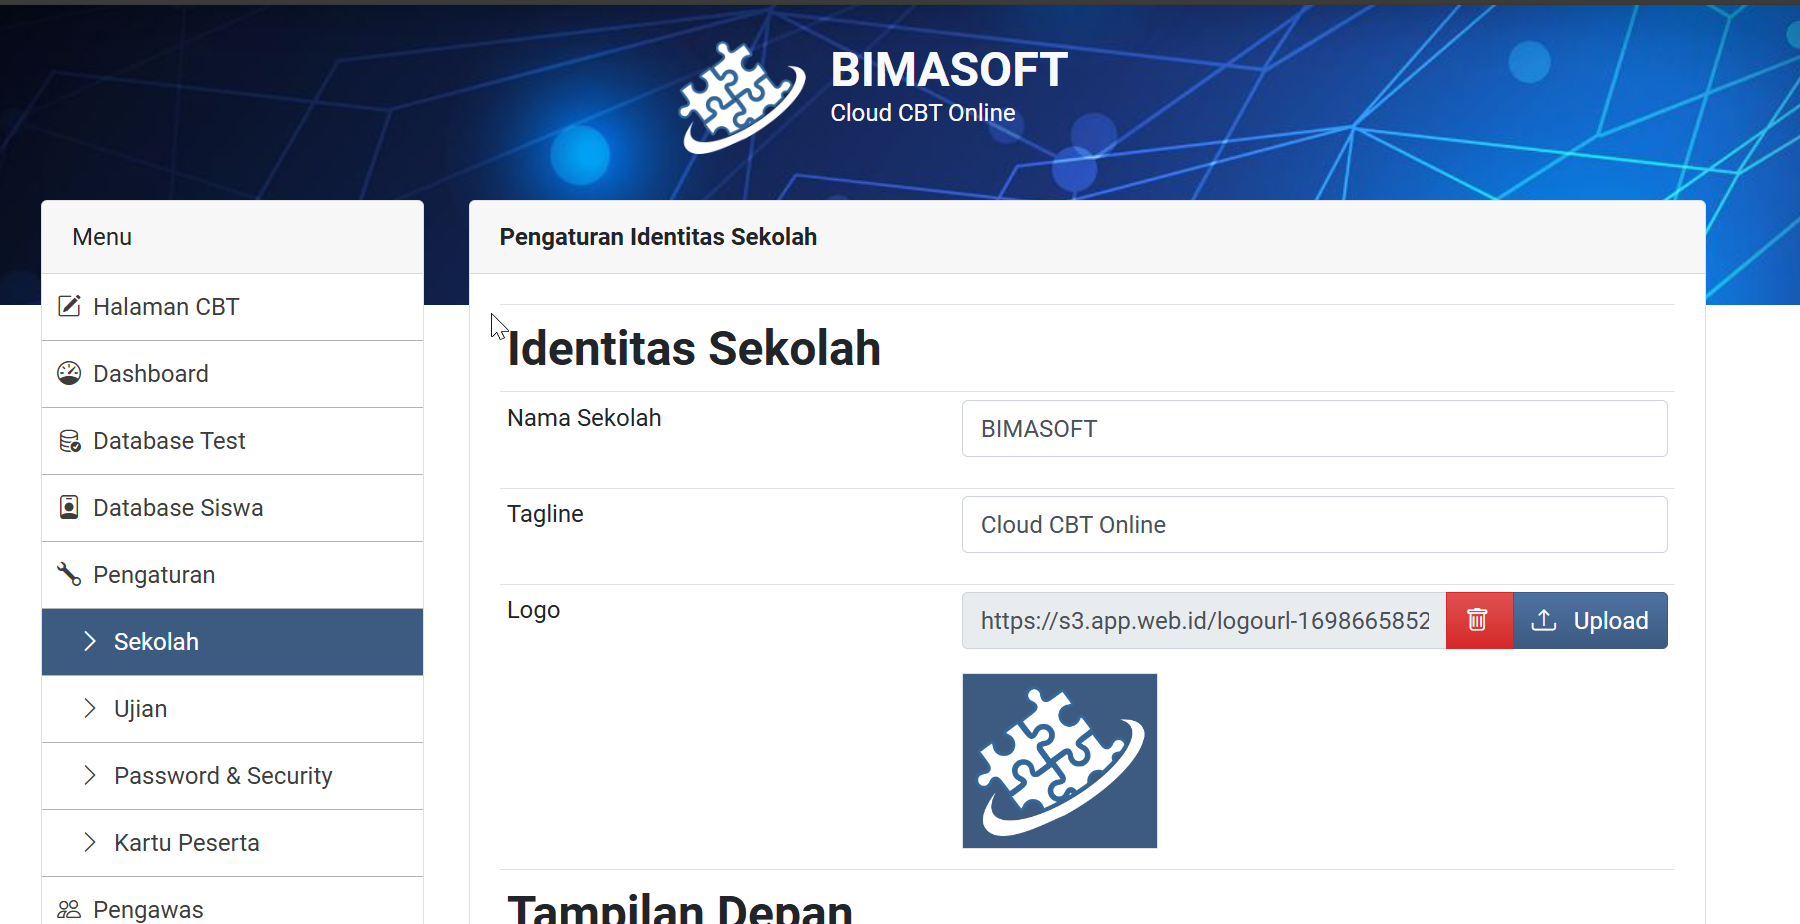 BIMASOFT
Cloud CBT Online
Menu
Halaman CBT
Dashboard
Database Test
Database Siswa
Pengaturan
Sekolah
Ujian
Password & Security
Kartu Peserta
Pengawas
Pengaturan Identitas Sekolah
Identitas Sekolah
Nama Sekolah
BIMASOFT
Tagline
Cloud CBT Online
Logo
https://s3.app.web.id/logourl-1698665852
Upload
Tampilan Depan